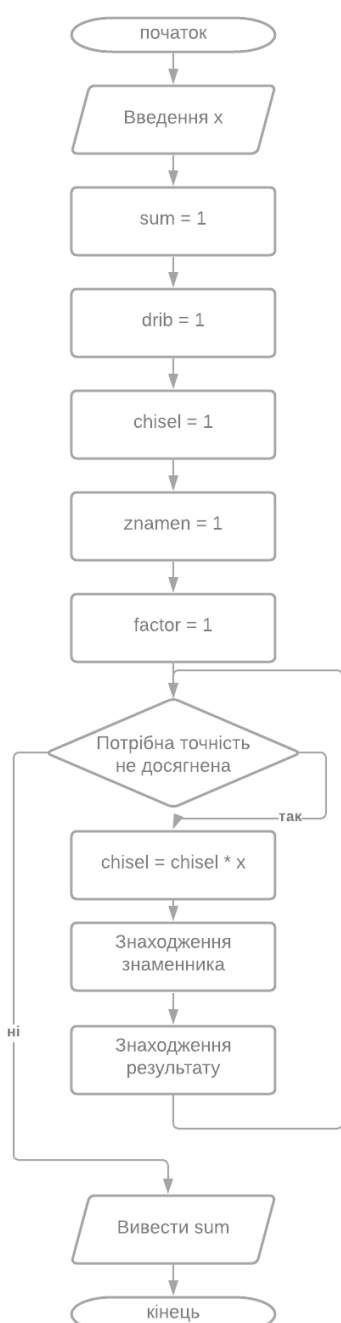 початок
Введення x
sum = 1
drib = 1
chisel = 1
znamen = 1
factor = 1
Потрібна точність
не досягнена
так
chisel = chisel * x
Знаходження
знаменника
ні
Знаходження
результату
Вивести sum
кінець